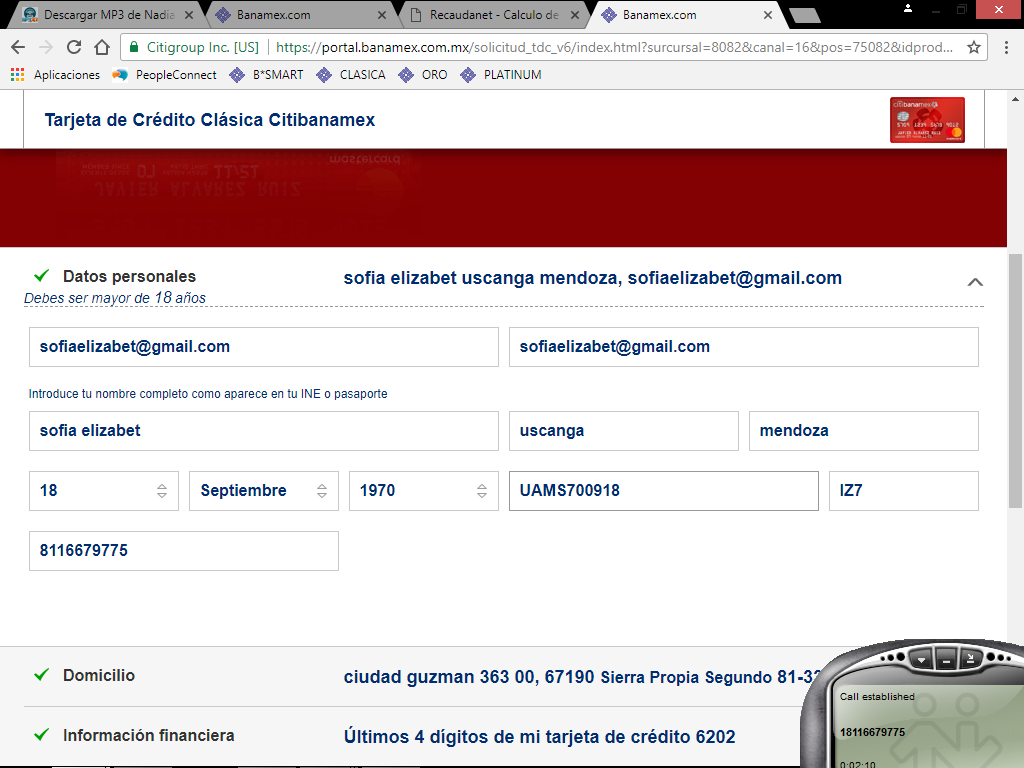 Descargar MP3 de Nadia
Banamex.com
Recaudanet - Calculo de
Banamex.com
Citigroup Inc. [US]
https://portal.banamex.com.mx/solicitud_tdc_v6/index.html?surcursal=8082&canal=16&pos=75082&idprod...
Aplicaciones
PeopleConnect
B*SMART
CLASICA
ORO
PLATINUM
Tarjeta de Crédito Clásica Citibanamex
citibanamex
mastercard
JAVIER ALVAREZ RUIZ
Datos personales
sofia elizabet uscanga mendoza, sofiaelizabet@gmail.com
Debes ser mayor de 18 años
sofiaelizabet@gmail.com
sofiaelizabet@gmail.com
Introduce tu nombre completo como aparece en tu INE o pasaporte
sofia elizabet
uscanga
mendoza
18
Septiembre
1970
UAMS700918
IZ7
8116679775
Domicilio
ciudad guzman 363 00, 67190 Sierra Propia Segundo 81-33
Información financiera
Últimos 4 dígitos de mi tarjeta de crédito 6202
Call established
18116679775
0:02:10